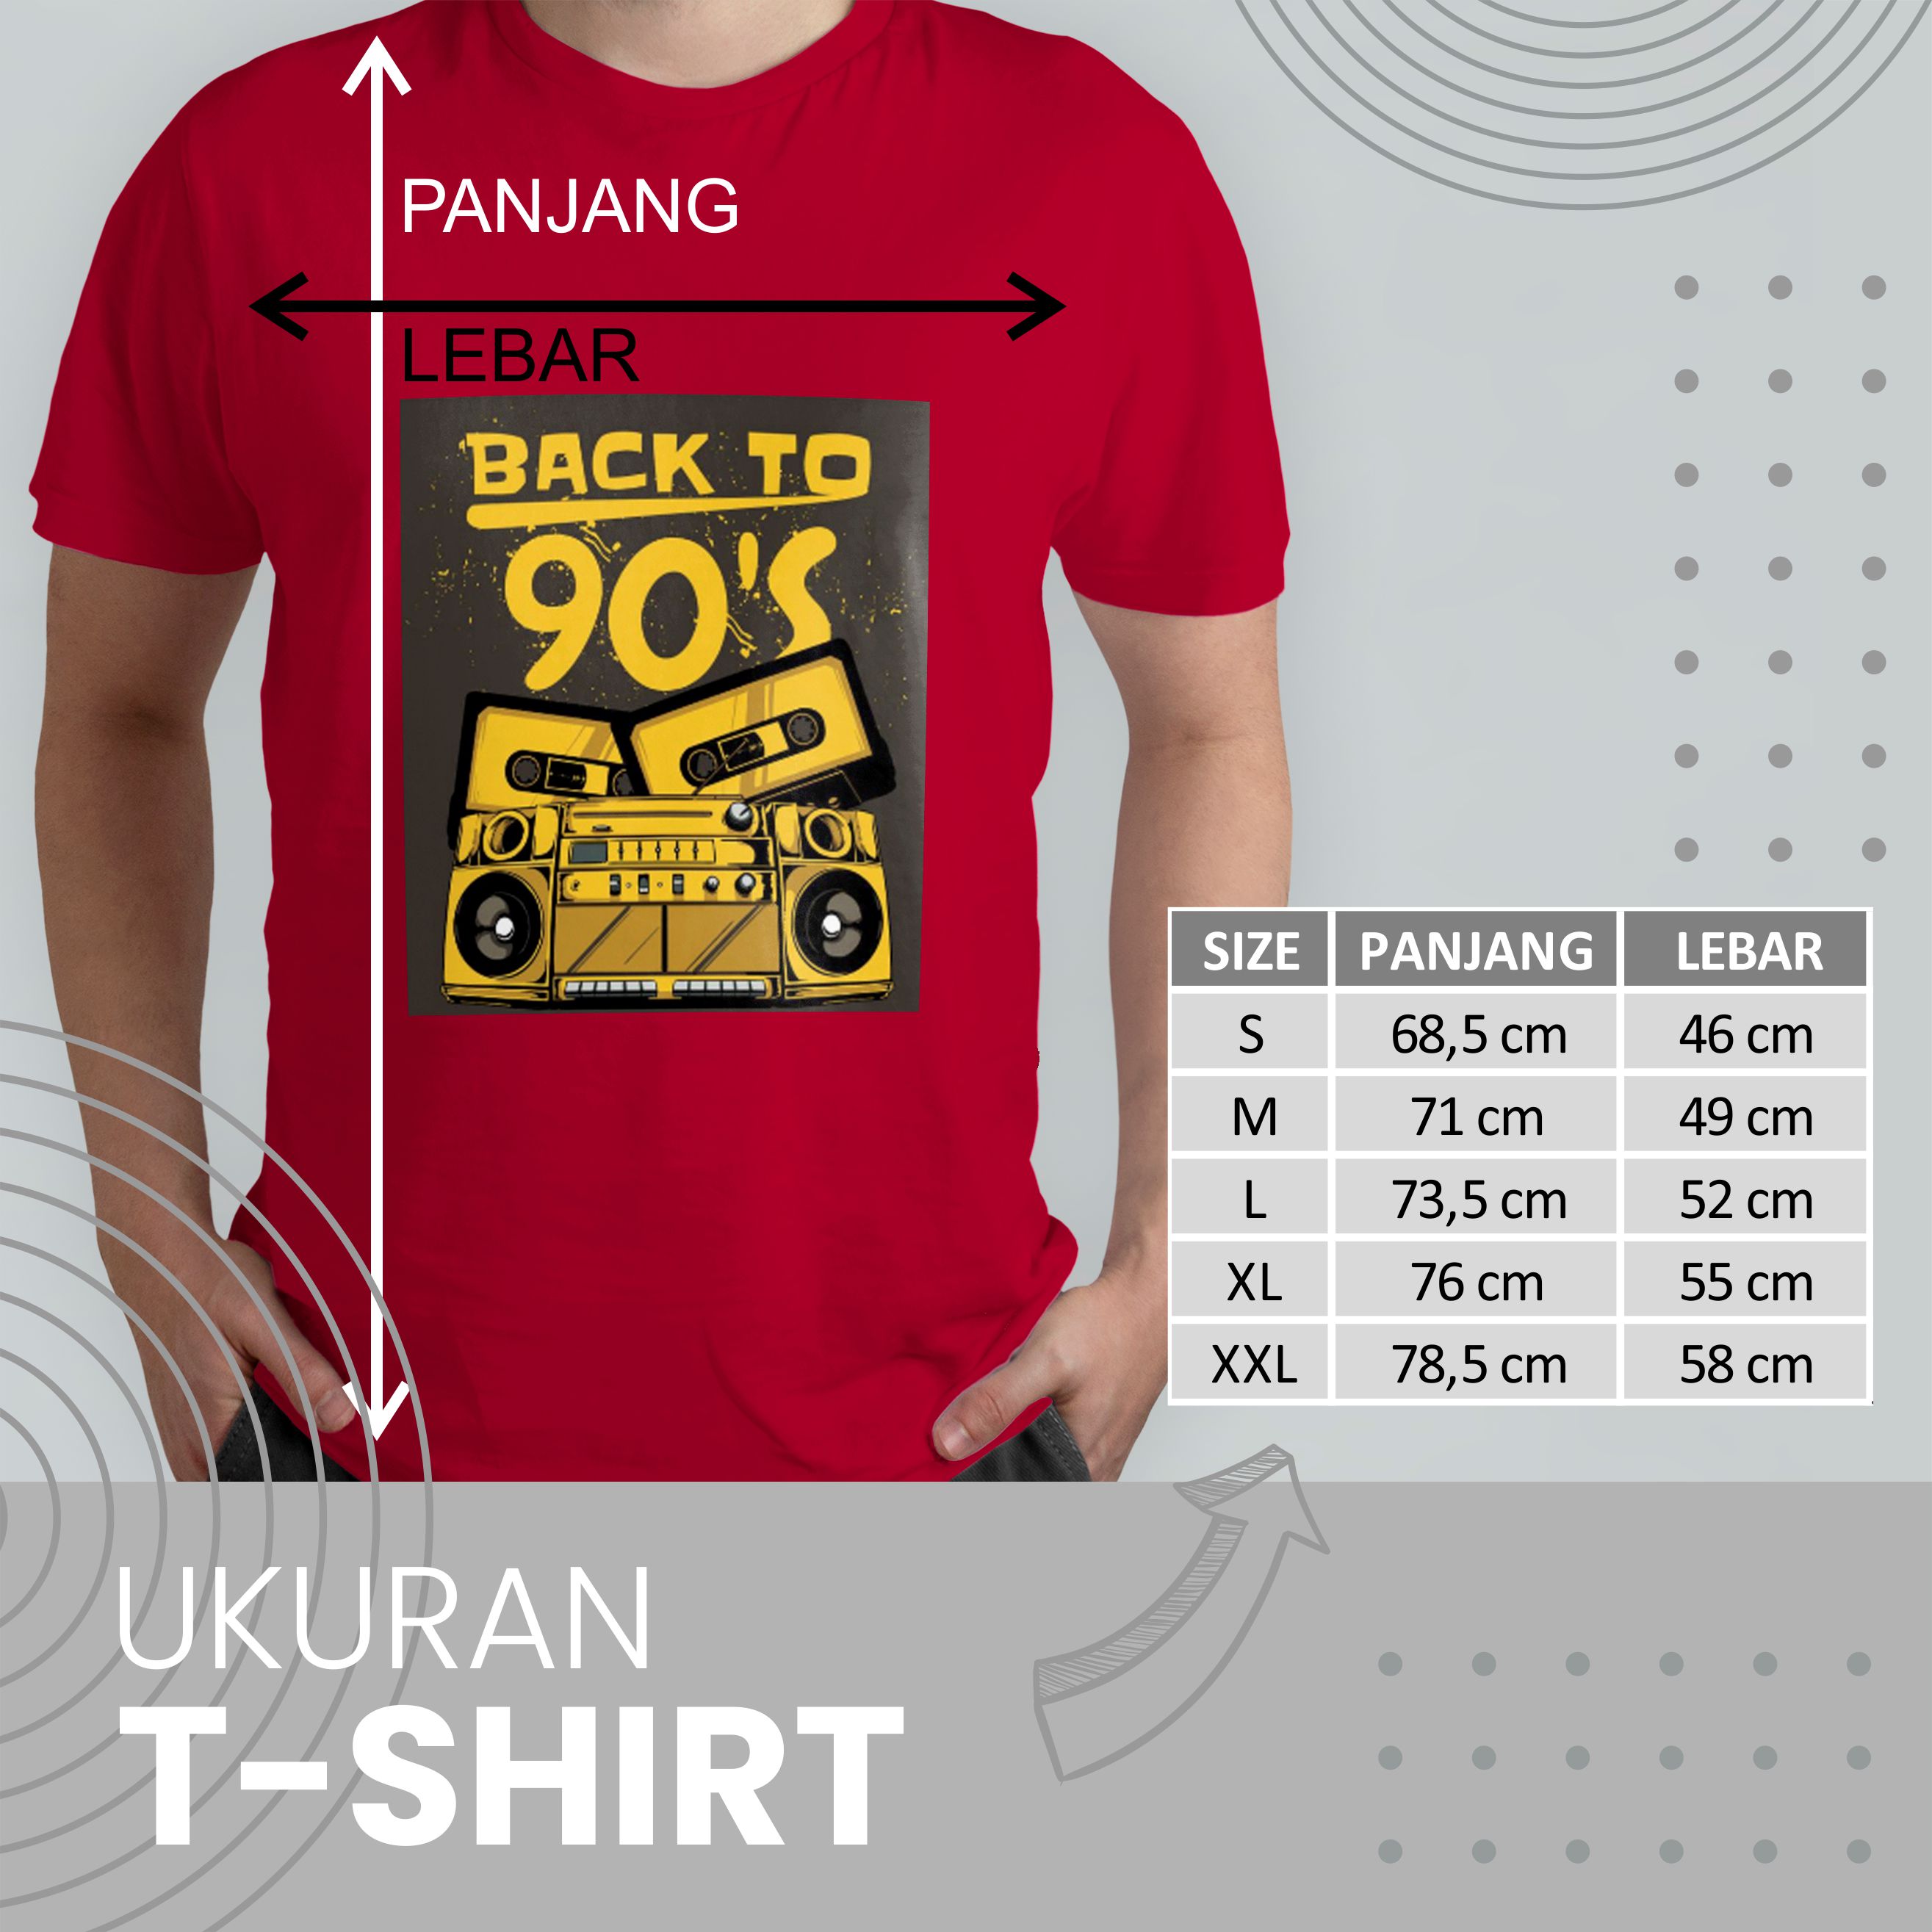 PANJANG
LEBAR
BACK TO
90'S
SIZE PANJANG LEBAR
S 68,5 cm 46 cm
M 71 cm 49 cm
L 73,5 cm 52 cm
XL 76 cm 55 cm
XXL 78,5 cm 58 cm
UKURAN
T-SHIRT